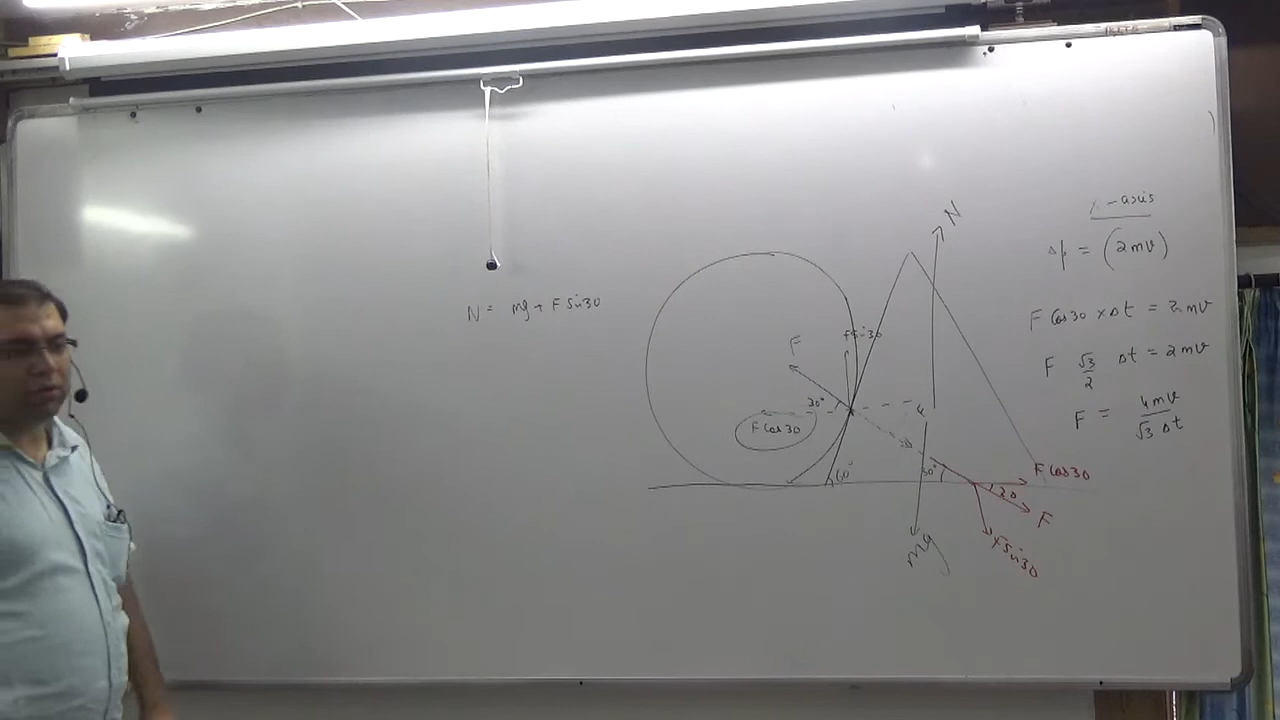 N = mg + F Sin30
N
F
F Sin30
30°
F Cos30
60°
30°
mg
F Cos30
30
F
F Sin30
x-axis
Δp = (2mv)
F Cos30 × Δt = 2mv
F √3/2 Δt = 2mv
F = 4mv/√3 Δt